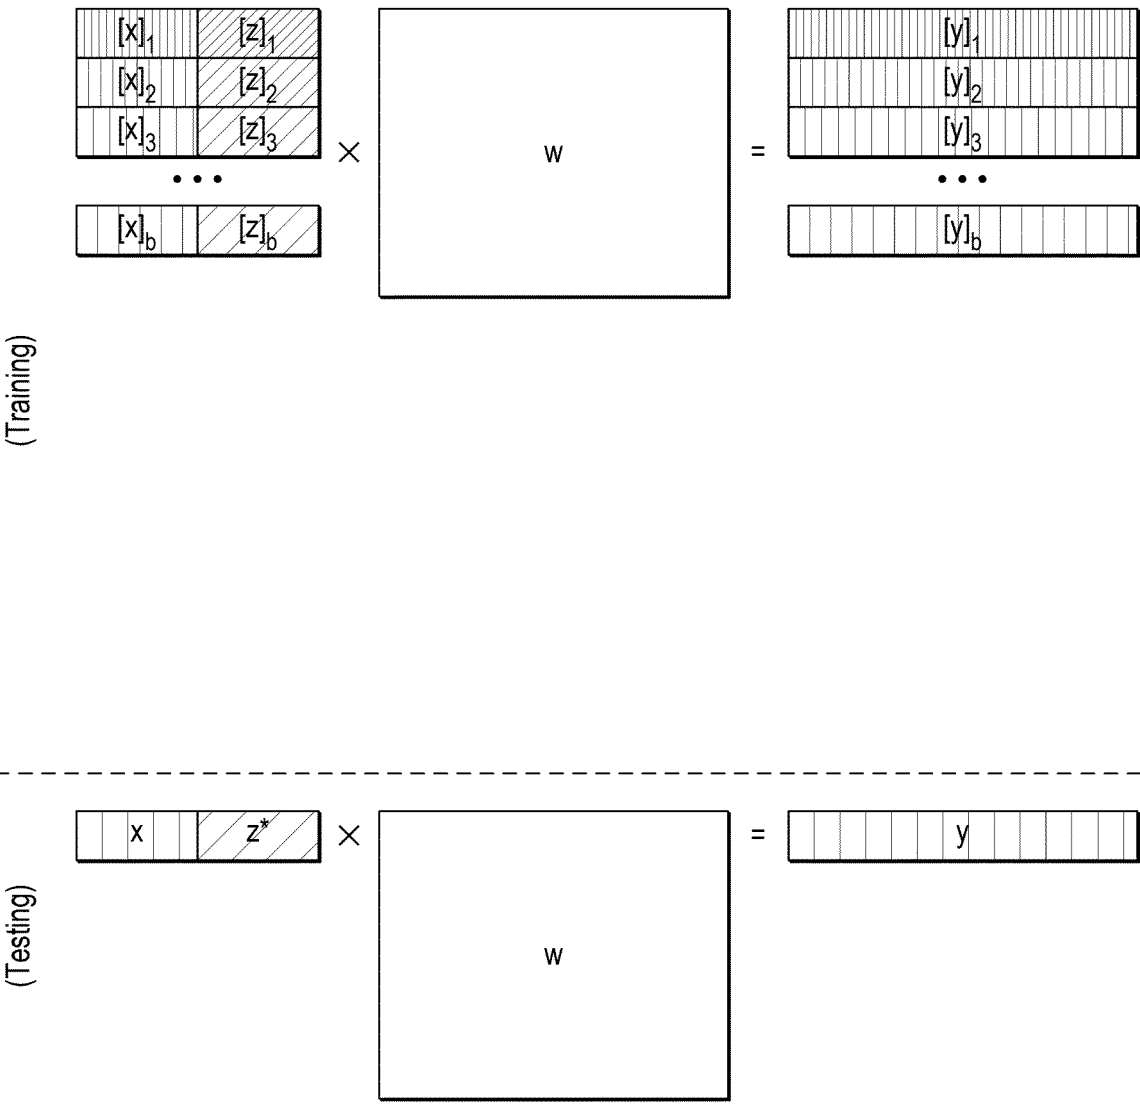 [x]1 [z]1 [y]1
[x]2 [z]2 [y]2
[x]3 [z]3 × w = [y]3
• • • • • •
[x]b [z]b [y]b
(Training)
x z* × = y
w
(Testing)